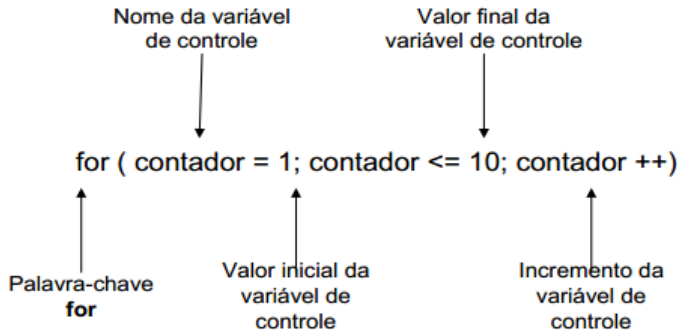 Nome da variável
de controle
Valor final da
variável de controle
for ( contador = 1; contador <= 10; contador ++)
Palavra-chave
for
Valor inicial da
variável de
controle
Incremento da
variável de
controle